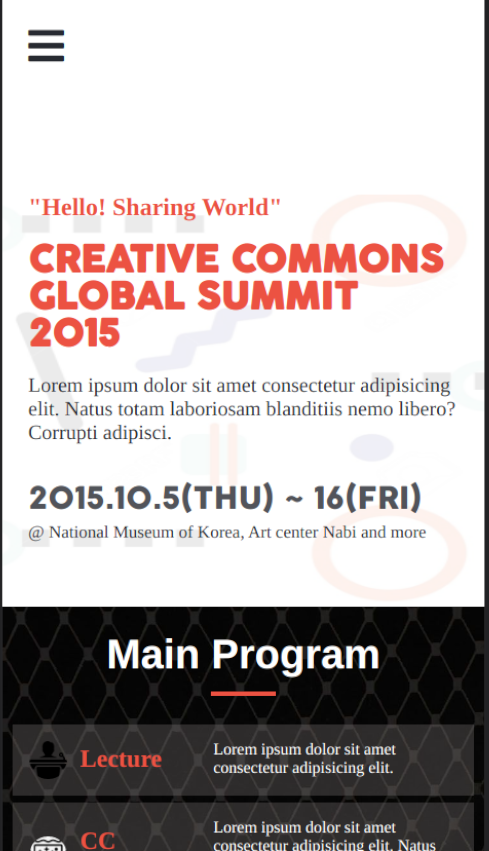 "Hello! Sharing World"
CREATIVE COMMONS
GLOBAL SUMMIT
2015
Lorem ipsum dolor sit amet consectetur adipisicing
elit. Natus totam laboriosam blanditiis nemo libero?
Corrupti adipisci.
2015.10.5(THU) ~ 16(FRI)
@ National Museum of Korea, Art center Nabi and more
Main Program
Lecture
Lorem ipsum dolor sit amet
consectetur adipisicing elit.
CC
Lorem ipsum dolor sit amet
consectetur adipisicing elit. Natus